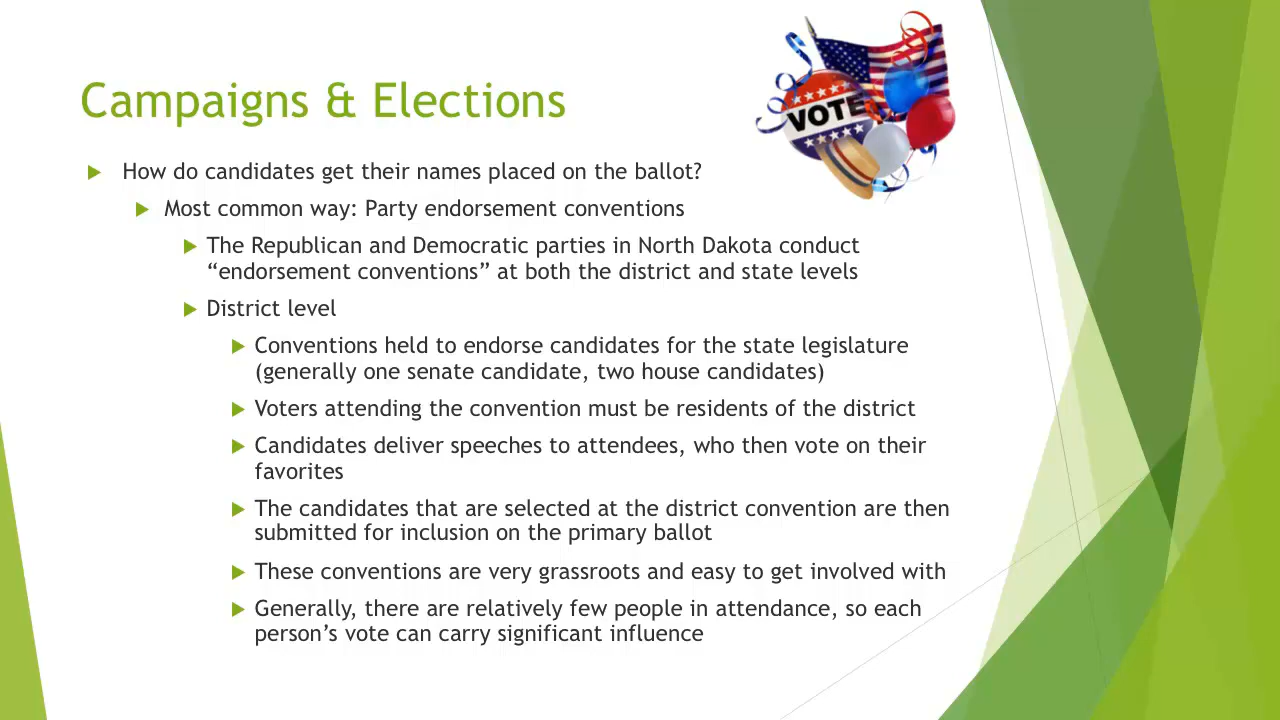 Campaigns & Elections
VOTE
How do candidates get their names placed on the ballot?
Most common way: Party endorsement conventions
The Republican and Democratic parties in North Dakota conduct
“endorsement conventions” at both the district and state levels
District level
Conventions held to endorse candidates for the state legislature
(generally one senate candidate, two house candidates)
Voters attending the convention must be residents of the district
Candidates deliver speeches to attendees, who then vote on their
favorites
The candidates that are selected at the district convention are then
submitted for inclusion on the primary ballot
These conventions are very grassroots and easy to get involved with
Generally, there are relatively few people in attendance, so each
person’s vote can carry significant influence